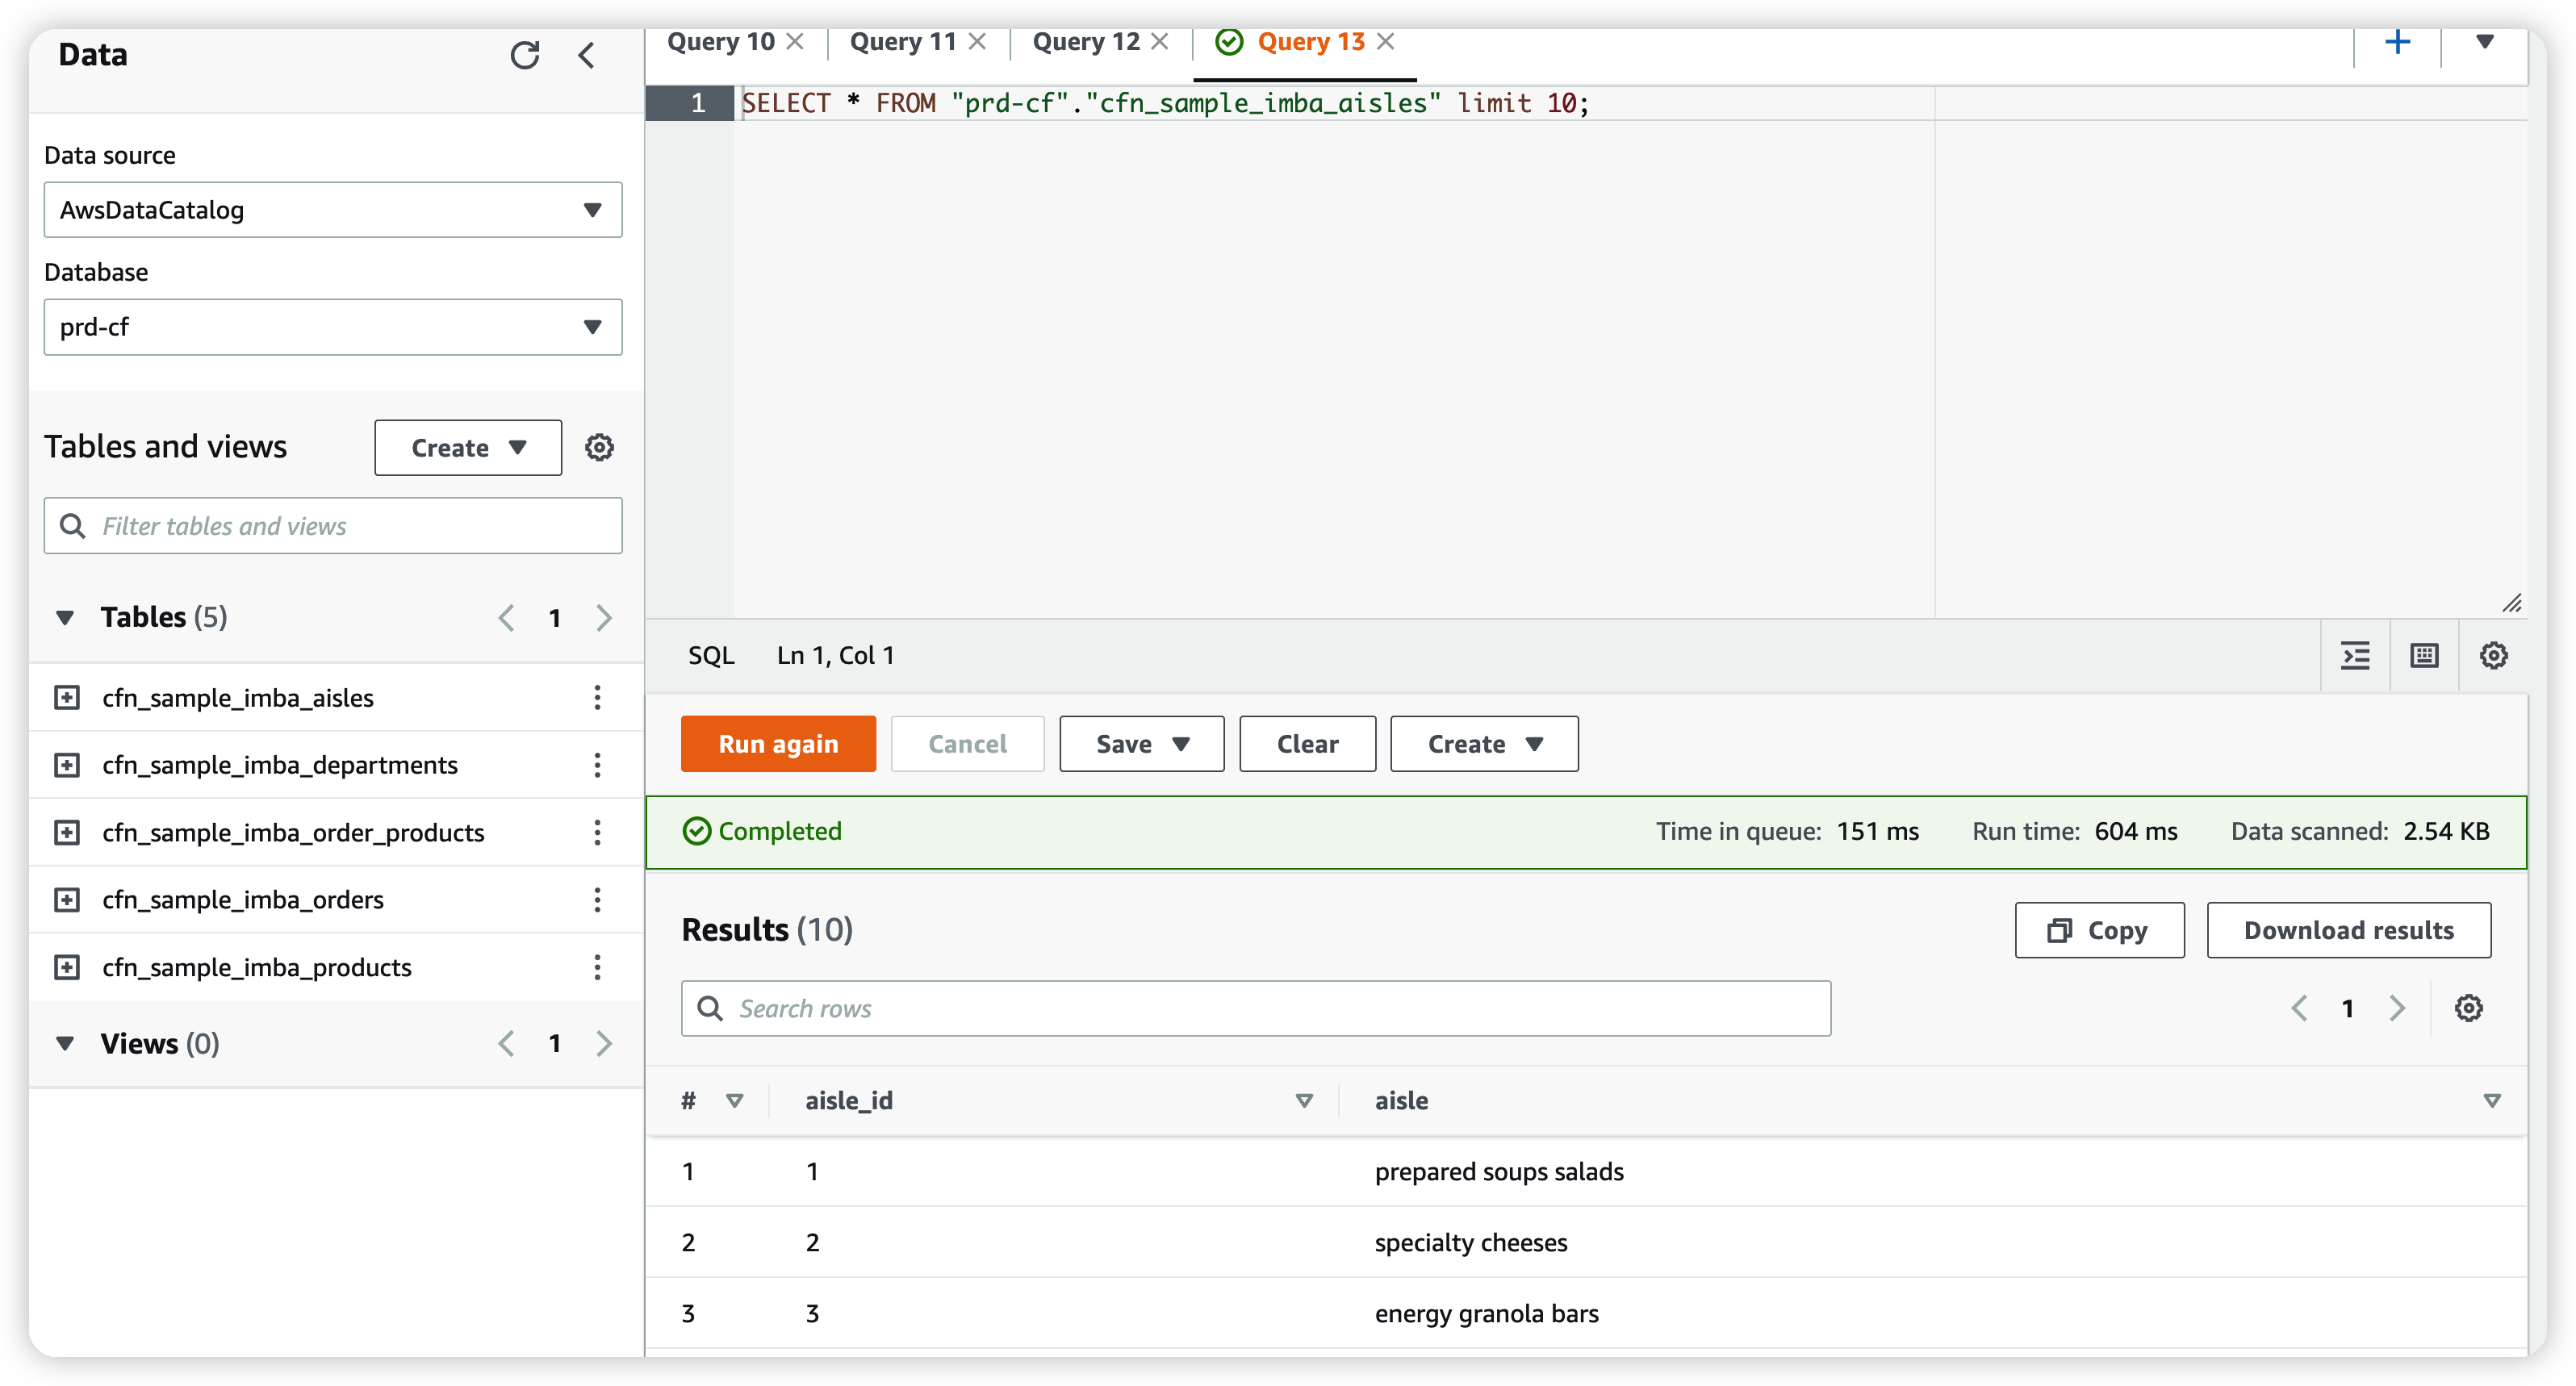 Data
Data source
AwsDataCatalog
Database
prd-cf
Tables and views
Create
Filter tables and views
Tables (5)
1
cfn_sample_imba_aisles
cfn_sample_imba_departments
cfn_sample_imba_order_products
cfn_sample_imba_orders
cfn_sample_imba_products
Views (0)
1
Query 10
Query 11
Query 12
Query 13
1 SELECT * FROM "prd-cf"."cfn_sample_imba_aisles" limit 10;
SQL Ln 1, Col 1
Run again Cancel Save Clear Create
Completed Time in queue: 151 ms Run time: 604 ms Data scanned: 2.54 KB
Results (10) Copy Download results
Search rows 1
# aisle_id aisle
1 1 prepared soups salads
2 2 specialty cheeses
3 3 energy granola bars